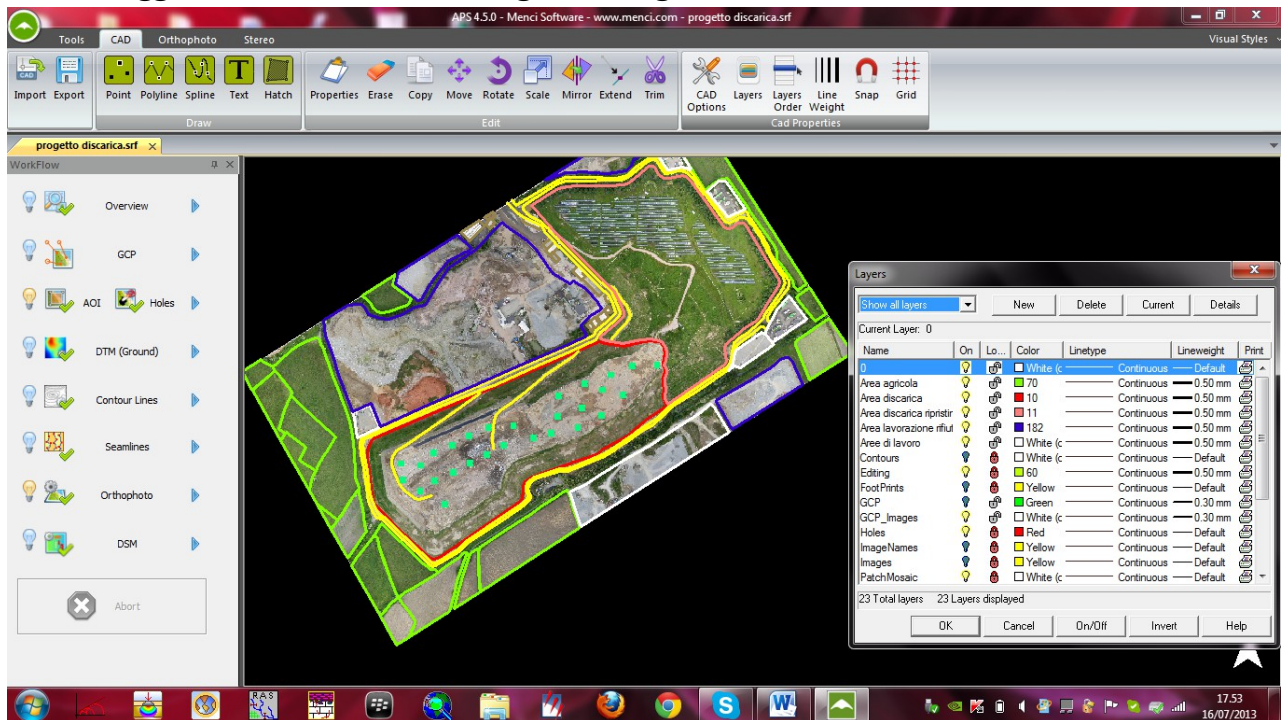 APS 4.5.0 - Menci Software - www.menci.com - progetto discarica.srf
Tools CAD Orthophoto Stereo Visual Styles
Import Export Point Polyline Spline Text Hatch Properties Erase Copy Move Rotate Scale Mirror Extend Trim CAD Options Layers Layers Order Line Weight Snap Grid
Draw Edit Cad Properties
progetto discarica.srf
WorkFlow
Overview
GCP
AOI Holes
DTM (Ground)
Contour Lines
Seamlines
Orthophoto
DSM
Abort
Layers
Show all layers New Delete Current Details
Current Layer: 0
Name On Lo... Color Linetype Lineweight Print
0 White (c Continuous Default
Area agricola 70 Continuous 0.50 mm
Area discarica 10 Continuous 0.50 mm
Area discarica ripristir 11 Continuous 0.50 mm
Area lavorazione rifiut 182 Continuous 0.50 mm
Aree di lavoro White (c Continuous 0.50 mm
Contours White (c Continuous Default
Editing 60 Continuous 0.50 mm
FootPrints Yellow Continuous Default
GCP Green Continuous 0.30 mm
GCP_Images White (c Continuous 0.30 mm
Holes Red Continuous Default
ImageNames Yellow Continuous Default
Images Yellow Continuous Default
PatchMosaic White (c Continuous Default
23 Total layers 23 Layers displayed
OK Cancel On/Off Invert Help
RAS
17.53
16/07/2013